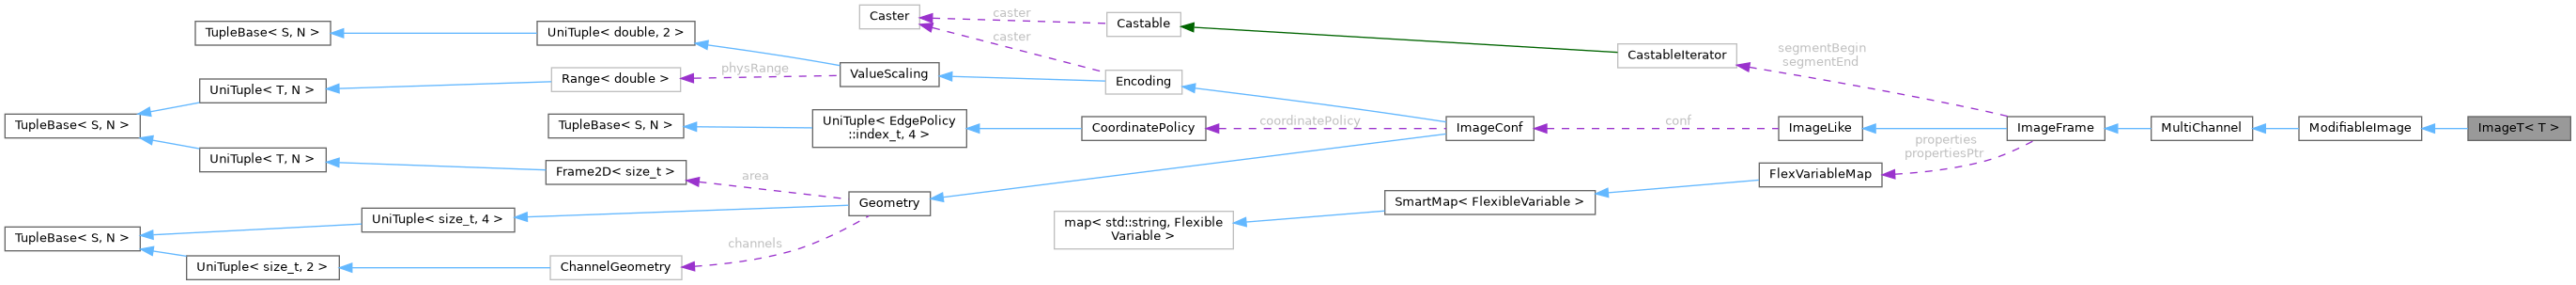 TupleBase< S, N >
UniTuple< double, 2 >
Caster
caster
Castable
caster
CastableIterator
segmentBegin
segmentEnd
UniTuple< T, N >
Range< double >
physRange
ValueScaling
Encoding
TupleBase< S, N >
TupleBase< S, N >
UniTuple< EdgePolicy
::index_t, 4 >
CoordinatePolicy
coordinatePolicy
ImageConf
conf
ImageLike
ImageFrame
MultiChannel
ModifiableImage
ImageT< T >
UniTuple< T, N >
Frame2D< size_t >
area
properties
propertiesPtr
FlexVariableMap
Geometry
SmartMap< FlexibleVariable >
UniTuple< size_t, 4 >
map< std::string, Flexible
Variable >
TupleBase< S, N >
channels
UniTuple< size_t, 2 >
ChannelGeometry